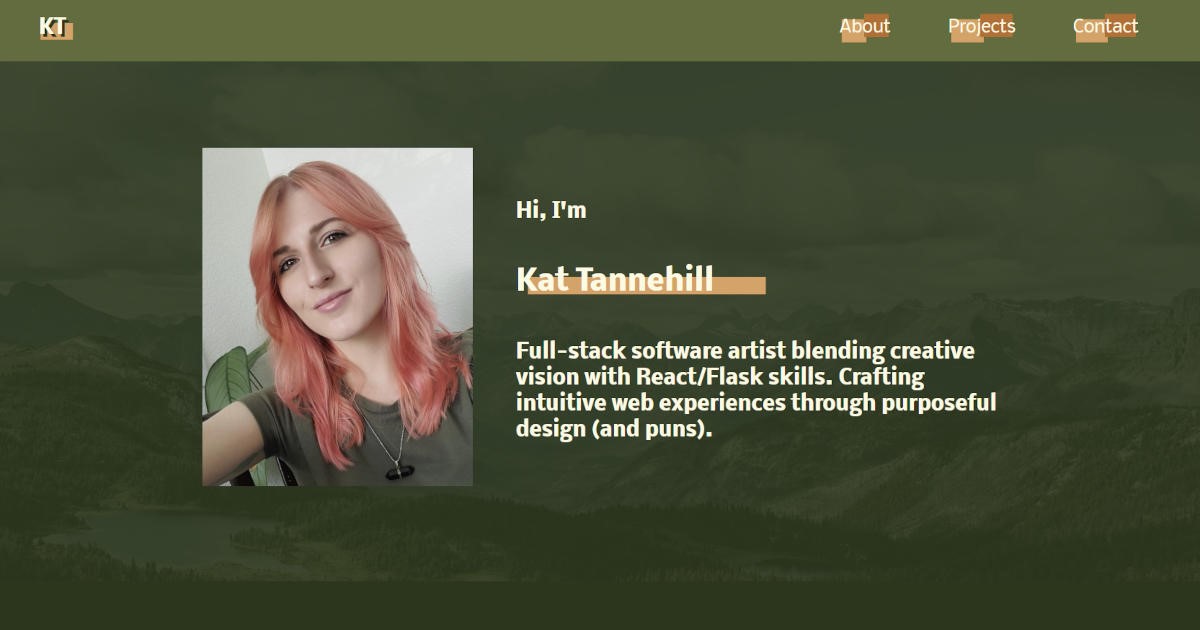 KT
About
Projects
Contact
Hi, I'm
Kat Tannehill
Full-stack software artist blending creative
vision with React/Flask skills. Crafting
intuitive web experiences through purposeful
design (and puns).